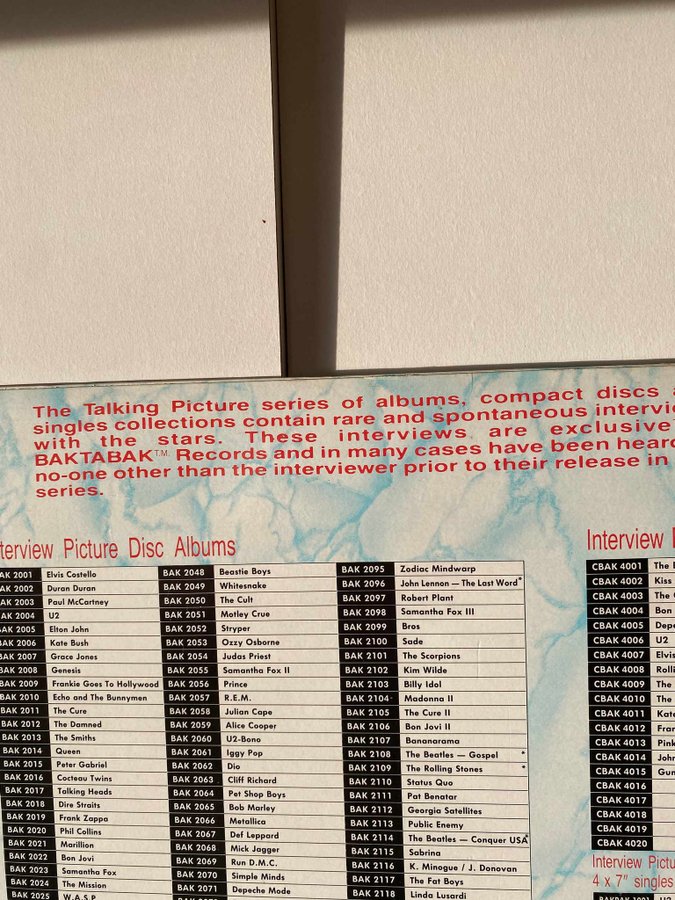 The Talking Picture series of albums, compact discs
singles collections contain rare and spontaneous
with the stars. These interviews are exclusive
BAKTABAK T.M. Records and in many cases have been heard
no-one other than the interviewer prior to their release in
series.
Picture Disc Albums
2001 Elvis Costello
2002 Duran Duran
2003 Paul McCartney
2004 U2
2005 Elton John
2006 Kate Bush
2007 Grace Jones
2008 Genesis
BAK 2009 Frankie Goes To Hollywood
BAK 2010 Echo and The Bunnymen
BAK 2011 The Cure
BAK 2012 The Damned
BAK 2013 The Smiths
BAK 2014 Queen
BAK 2015 Peter Gabriel
BAK 2016 Cocteau Twins
BAK 2017 Talking Heads
BAK 2018 Dire Straits
BAK 2019 Frank Zappa
BAK 2020 Phil Collins
BAK 2021 Marillion
BAK 2022 Bon Jovi
BAK 2023 Samantha Fox
BAK 2024 The Mission
BAK 2025 W.A.S.P
BAK 2048 Beastie Boys
BAK 2049 Whitesnake
BAK 2050 The Cult
BAK 2051 Motley Crue
BAK 2052 Stryper
BAK 2053 Ozzy Osborne
BAK 2054 Judas Priest
BAK 2055 Samantha Fox II
BAK 2056 Prince
BAK 2057 R.E.M.
BAK 2058 Julian Cape
BAK 2059 Alice Cooper
BAK 2060 U2-Bono
BAK 2061 Iggy Pop
BAK 2062 Dio
BAK 2063 Cliff Richard
BAK 2064 Pet Shop Boys
BAK 2065 Bob Marley
BAK 2066 Metallica
BAK 2067 Def Leppard
BAK 2068 Mick Jagger
BAK 2069 Run D.M.C.
BAK 2070 Simple Minds
BAK 2071 Depeche Mode
BAK 2095 Zodiac Mindwarp
BAK 2096 John Lennon — The Last Word*
BAK 2097 Robert Plant
BAK 2098 Samantha Fox III
BAK 2099 Bros
BAK 2100 Sade
BAK 2101 The Scorpions
BAK 2102 Kim Wilde
BAK 2103 Billy Idol
BAK 2104 Madonna II
BAK 2105 The Cure II
BAK 2106 Bon Jovi II
BAK 2107 Bananarama
BAK 2108 The Beatles — Gospel *
BAK 2109 The Rolling Stones *
BAK 2110 Status Quo
BAK 2111 Pat Benatar
BAK 2112 Georgia Satellites
BAK 2113 Public Enemy
BAK 2114 The Beatles — Conquer USA*
BAK 2115 Sabrina
BAK 2116 K. Minogue / J. Donovan
BAK 2117 The Fat Boys
BAK 2118 Linda Lusardi
Interview
CBAK 4001 The
CBAK 4002 Kiss
CBAK 4003 The
CBAK 4004 Bon
CBAK 4005
CBAK 4006 U2
CBAK 4007
CBAK 4008
CBAK 4009 The
CBAK 4010 The
CBAK 4011
CBAK 4012
CBAK 4013
CBAK 4014
CBAK 4015
CBAK 4016
CBAK 4017
CBAK 4018
CBAK 4019
CBAK 4020
Interview
4 x 7" singles